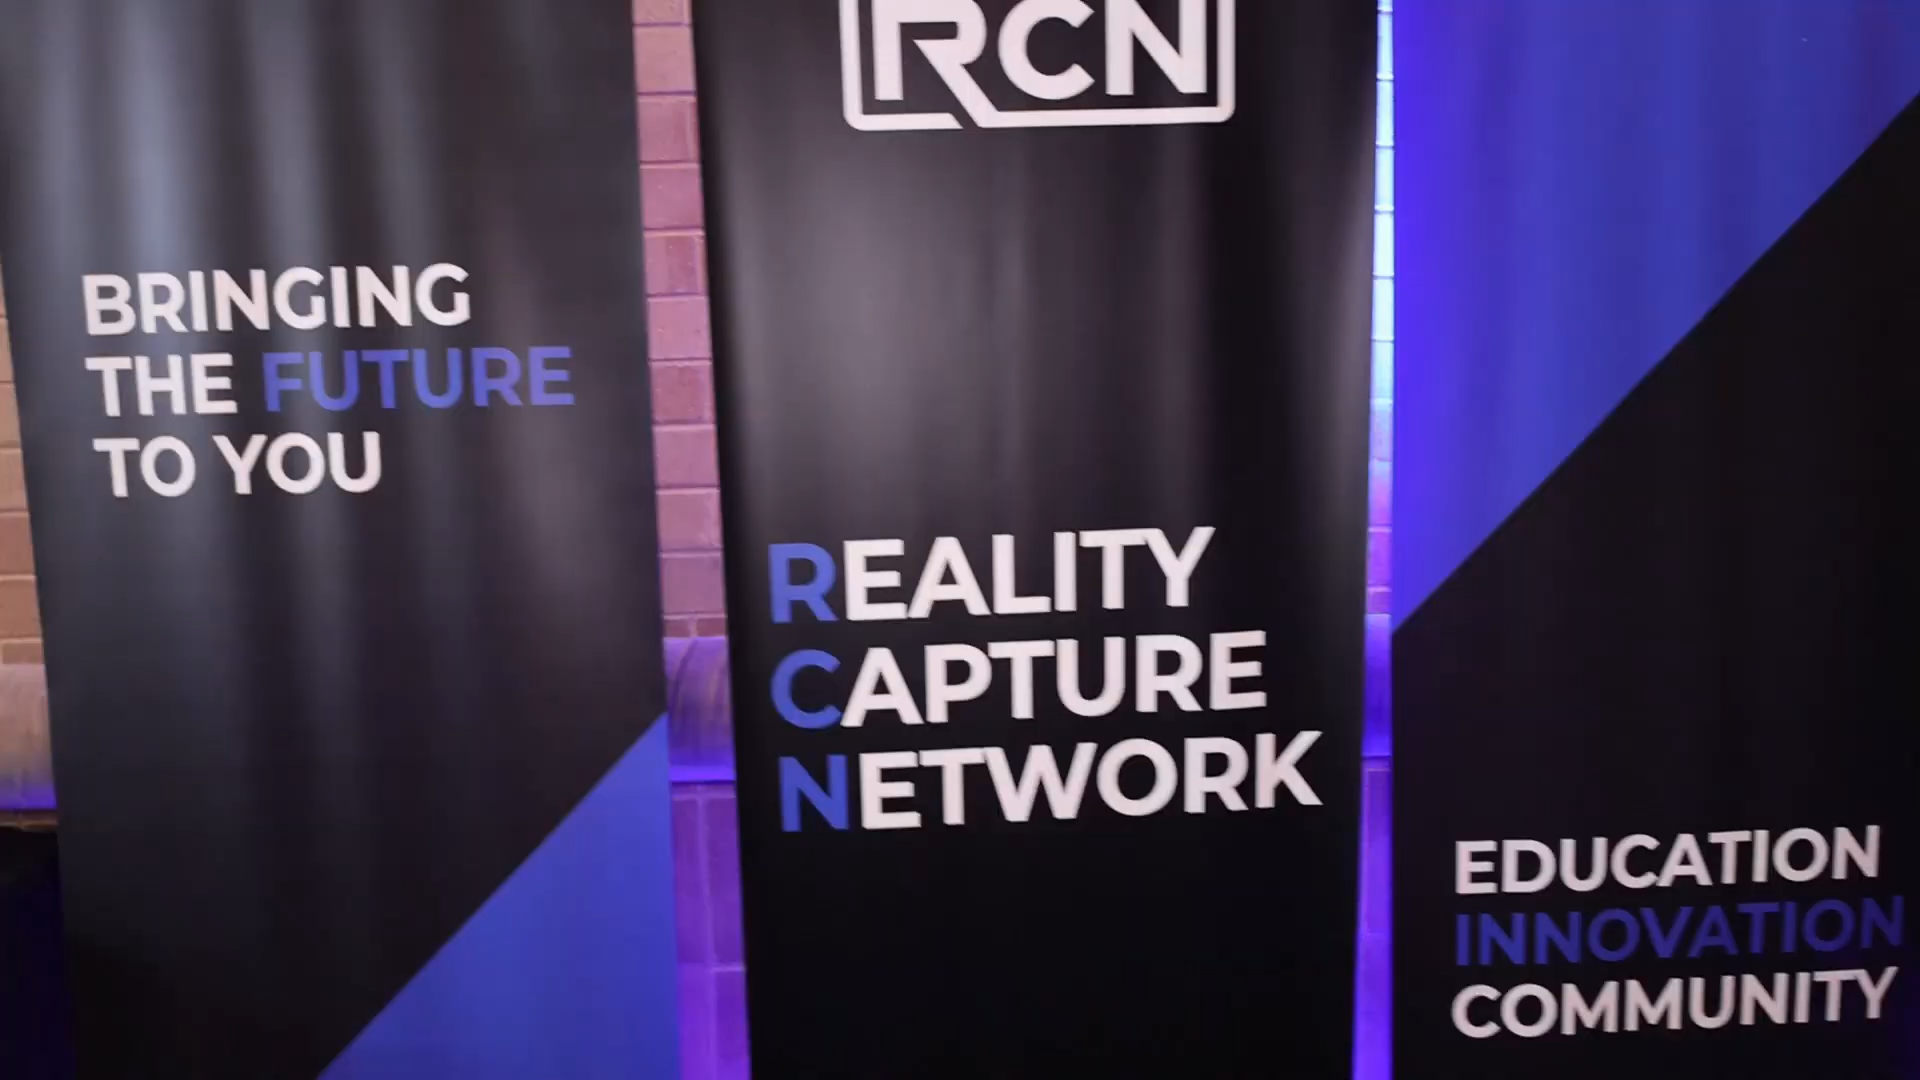 BRINGING
THE FUTURE
TO YOU
RCN
REALITY
CAPTURE
NETWORK
EDUCATION
INNOVATION
COMMUNITY